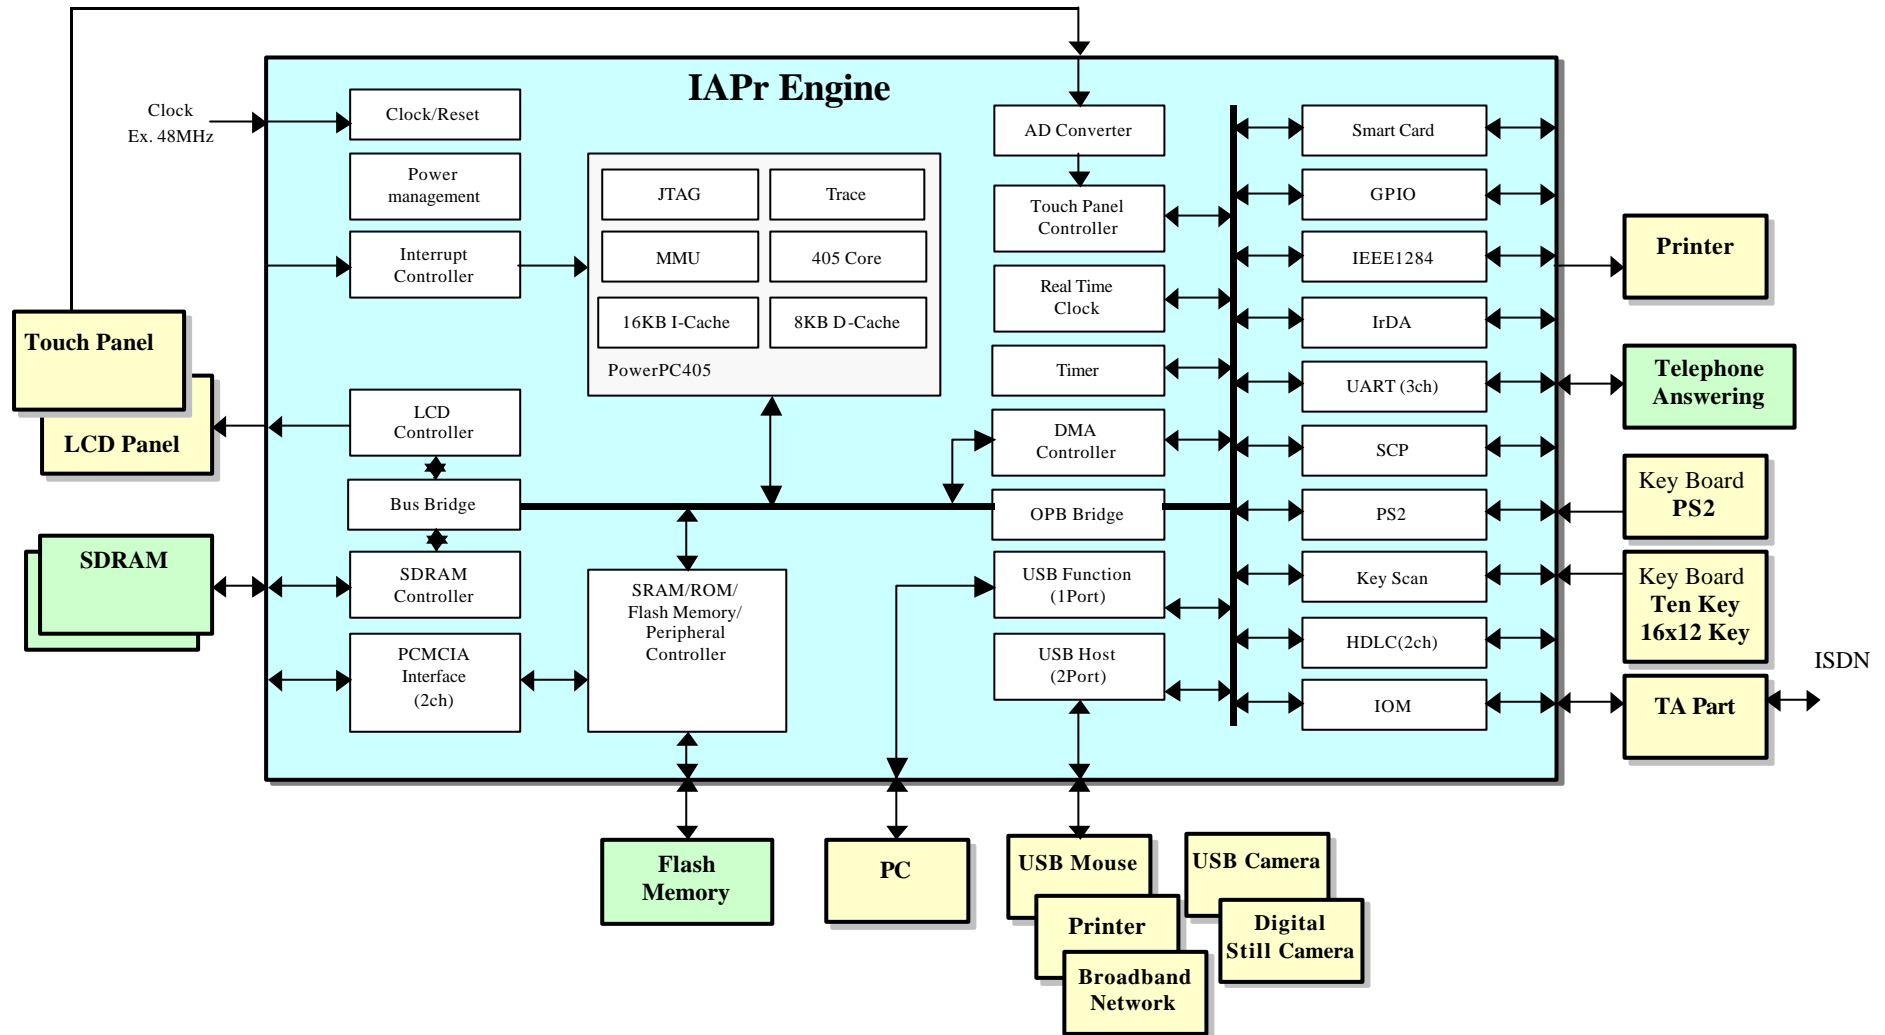 IAPr Engine
Clock
Ex. 48MHz
Clock/Reset
Power
management
Interrupt
Controller
JTAG
Trace
MMU
405 Core
16KB I-Cache
8KB D-Cache
PowerPC405
AD Converter
Touch Panel
Controller
Real Time
Clock
Timer
DMA
Controller
OPB Bridge
USB Function
(1Port)
USB Host
(2Port)
Smart Card
GPIO
IEEE1284
IrDA
UART (3ch)
SCP
PS2
Key Scan
HDLC(2ch)
IOM
Touch Panel
LCD Panel
LCD
Controller
Bus Bridge
SDRAM
SDRAM
Controller
PCMCIA
Interface
(2ch)
SRAM/ROM/
Flash Memory/
Peripheral
Controller
Printer
Telephone
Answering
Key Board
PS2
Key Board
Ten Key
16x12 Key
ISDN
TA Part
Flash
Memory
PC
USB Mouse
Printer
Broadband
Network
USB Camera
Digital
Still Camera